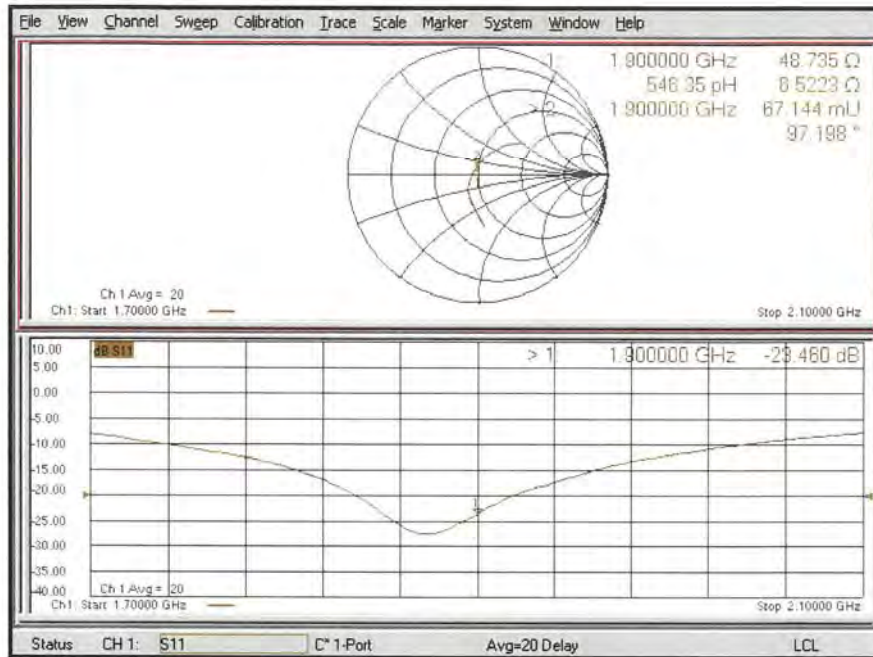 File View Channel Sweep Calibration Trace Scale Marker System Window Help
1 1.900000 GHz 48.735 Ω
548.35 pH 8.5223 Ω
> 2 1.900000 GHz 67.144 mU
97.198 °
Ch 1 Avg = 20
Ch1: Start 1.70000 GHz
Stop 2.10000 GHz
10.00
dB S11
> 1 1.900000 GHz -23.460 dB
5.00
0.00
-5.00
-10.00
-15.00
-20.00
1
-25.00
-30.00
-35.00
-40.00
Ch 1 Avg = 20
Ch1: Start 1.70000 GHz
Stop 2.10000 GHz
Status CH 1: S11 C* 1-Port Avg=20 Delay LCL